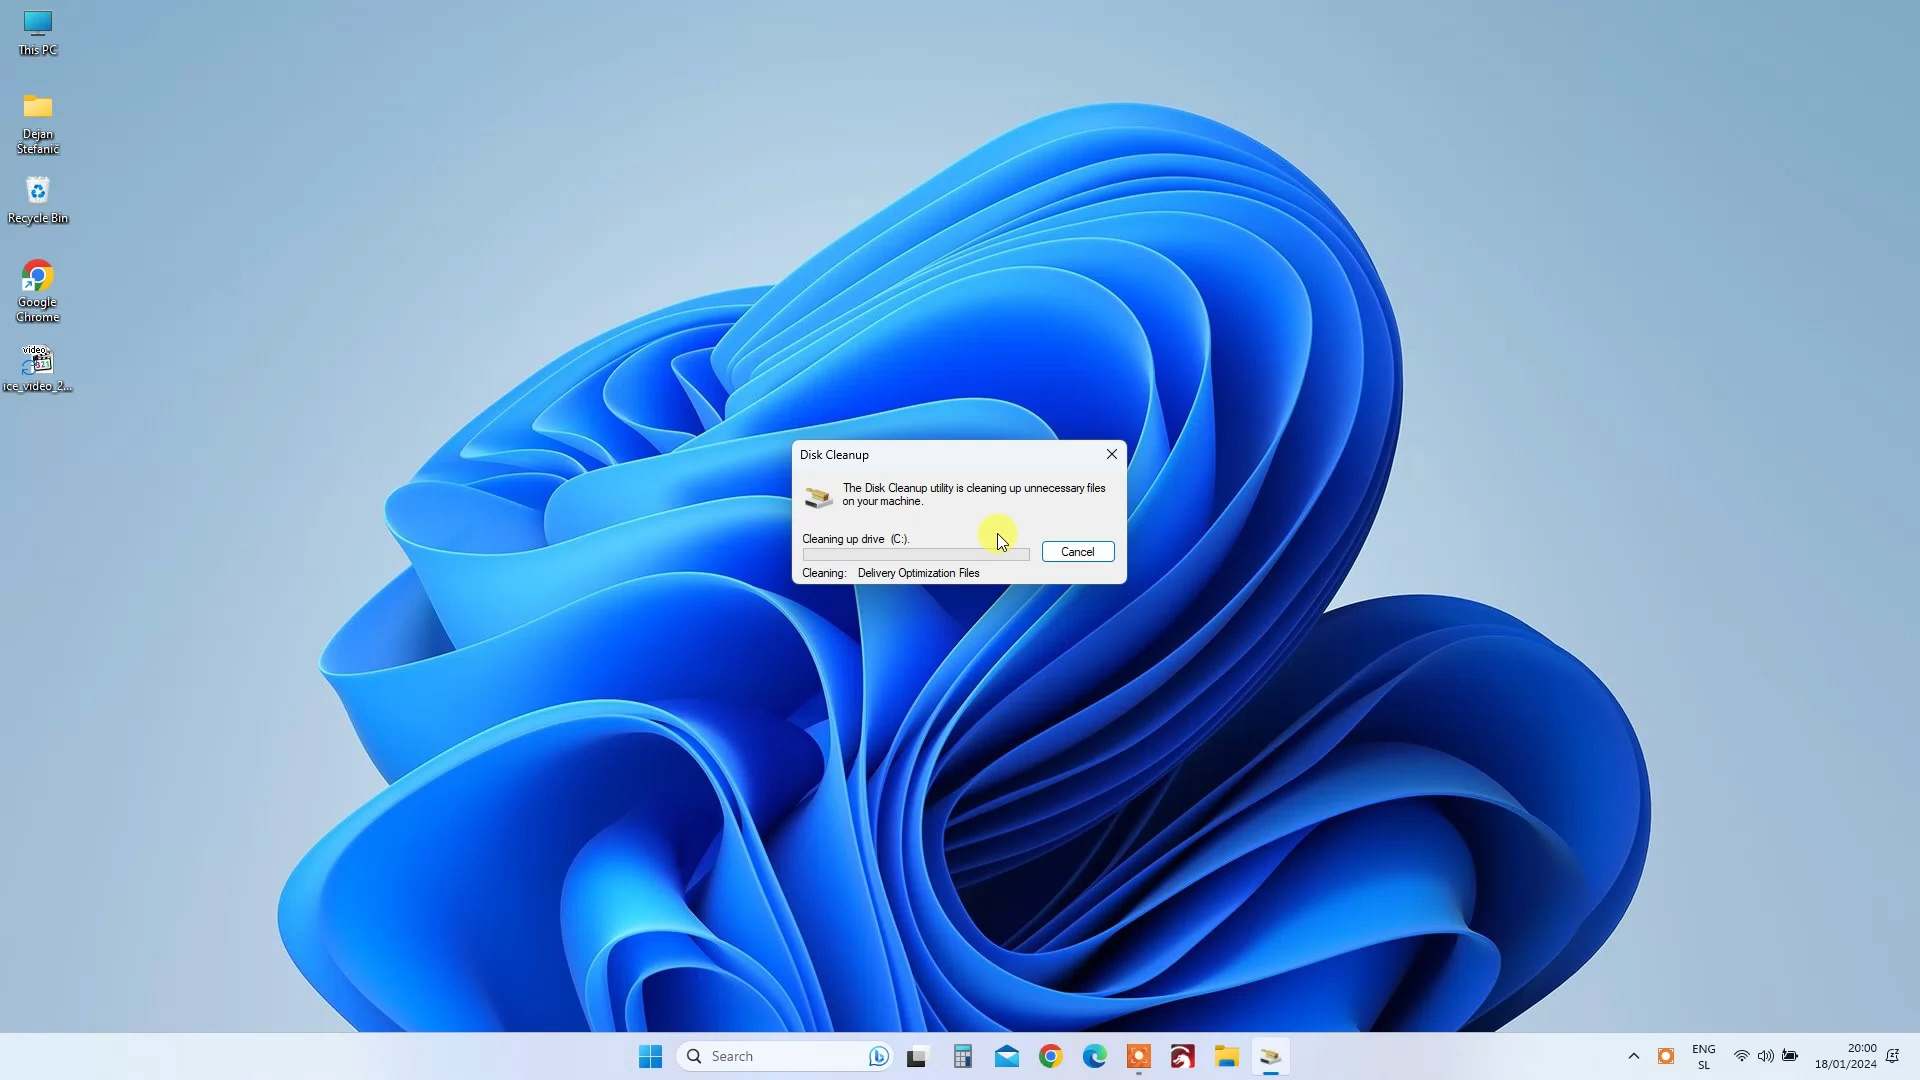 This PC
Dejan
Štefanič
Recycle Bin
Google
Chrome
video
321
ice_video_2...
Disk Cleanup
The Disk Cleanup utility is cleaning up unnecessary files
on your machine.
Cleaning up drive (C:).
Cancel
Cleaning: Delivery Optimization Files
Search
ENG
SL
20:00
18/01/2024